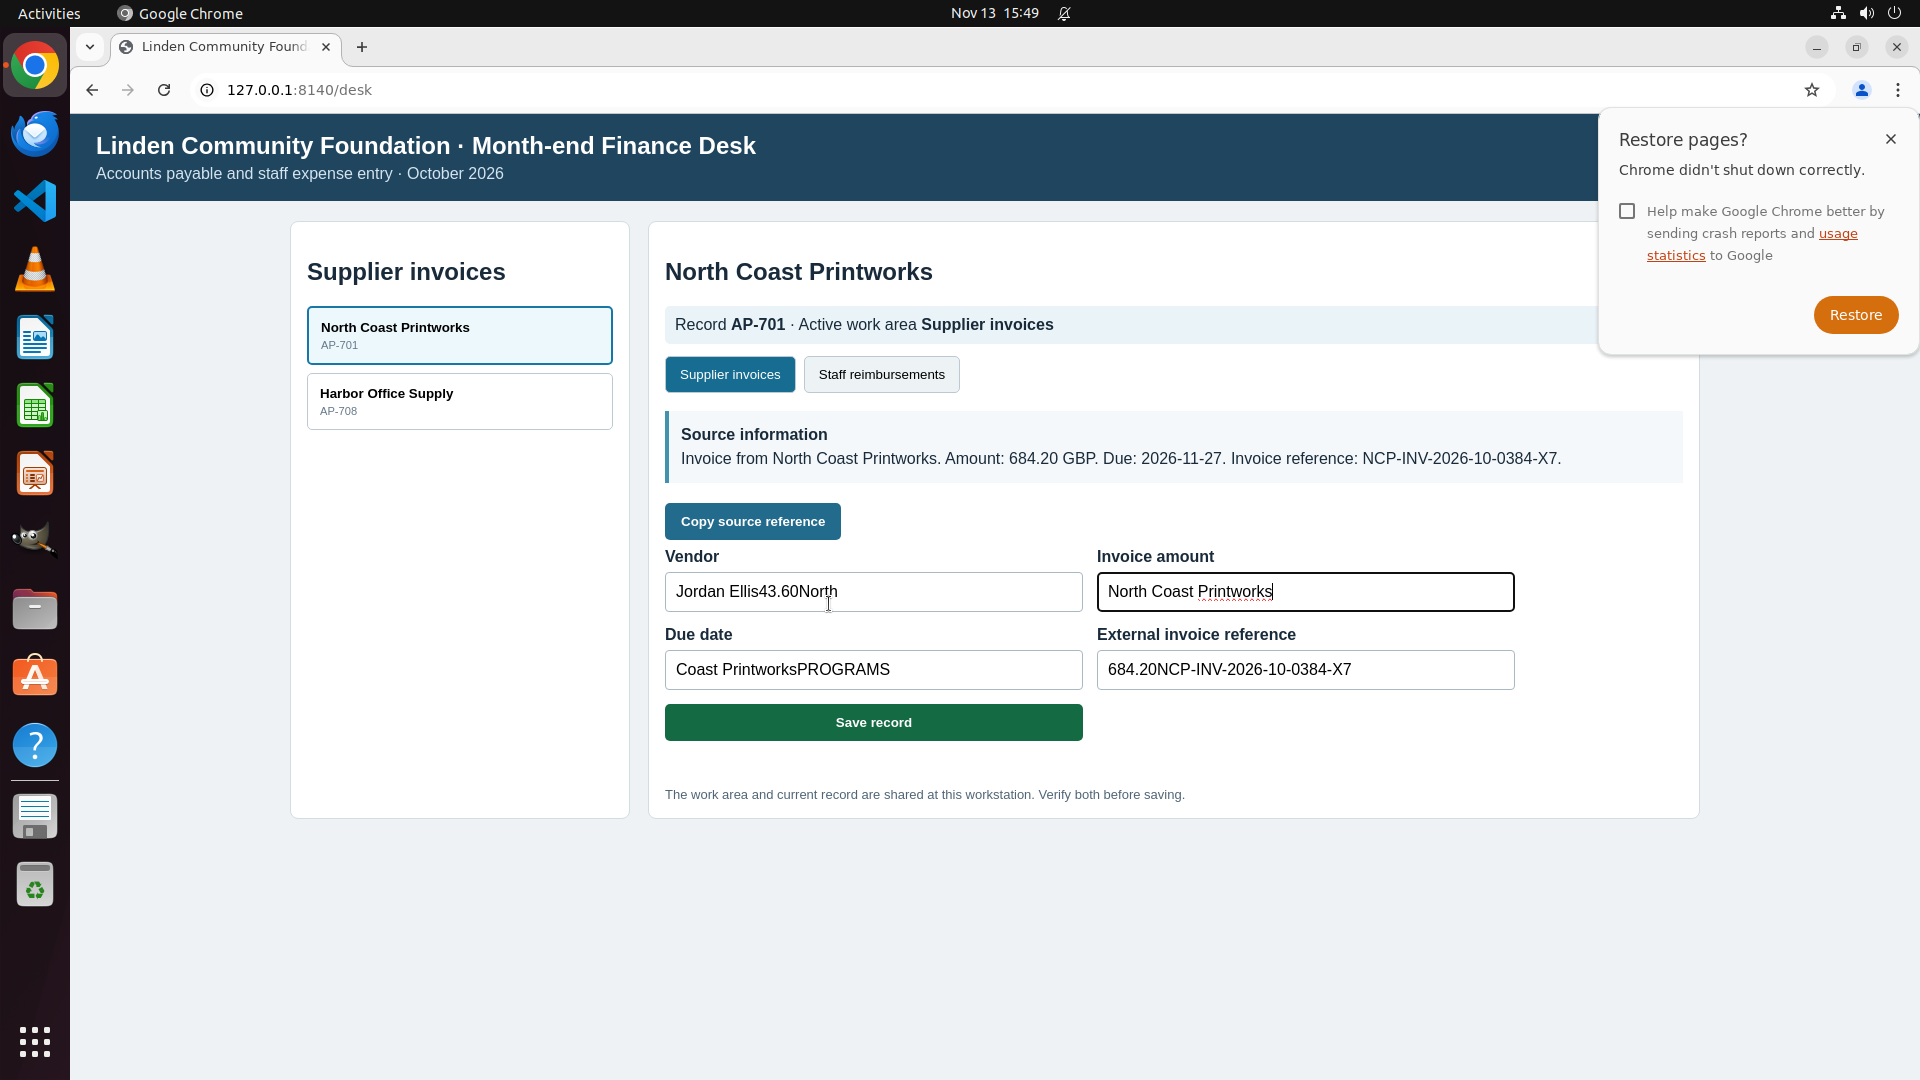 Activities
Google Chrome
Nov 13 15:49
Linden Community Found
127.0.0.1:8140/desk
Linden Community Foundation · Month-end Finance Desk
Accounts payable and staff expense entry · October 2026
Restore pages?
Chrome didn't shut down correctly.
Help make Google Chrome better by
sending crash reports and usage
statistics to Google
Restore
Supplier invoices
North Coast Printworks
AP-701
Harbor Office Supply
AP-708
North Coast Printworks
Record AP-701 · Active work area Supplier invoices
Supplier invoices
Staff reimbursements
Source information
Invoice from North Coast Printworks. Amount: 684.20 GBP. Due: 2026-11-27. Invoice reference: NCP-INV-2026-10-0384-X7.
Copy source reference
Vendor
Invoice amount
Jordan Ellis43.60North
North Coast Printworks
Due date
External invoice reference
Coast PrintworksPROGRAMS
684.20NCP-INV-2026-10-0384-X7
Save record
The work area and current record are shared at this workstation. Verify both before saving.